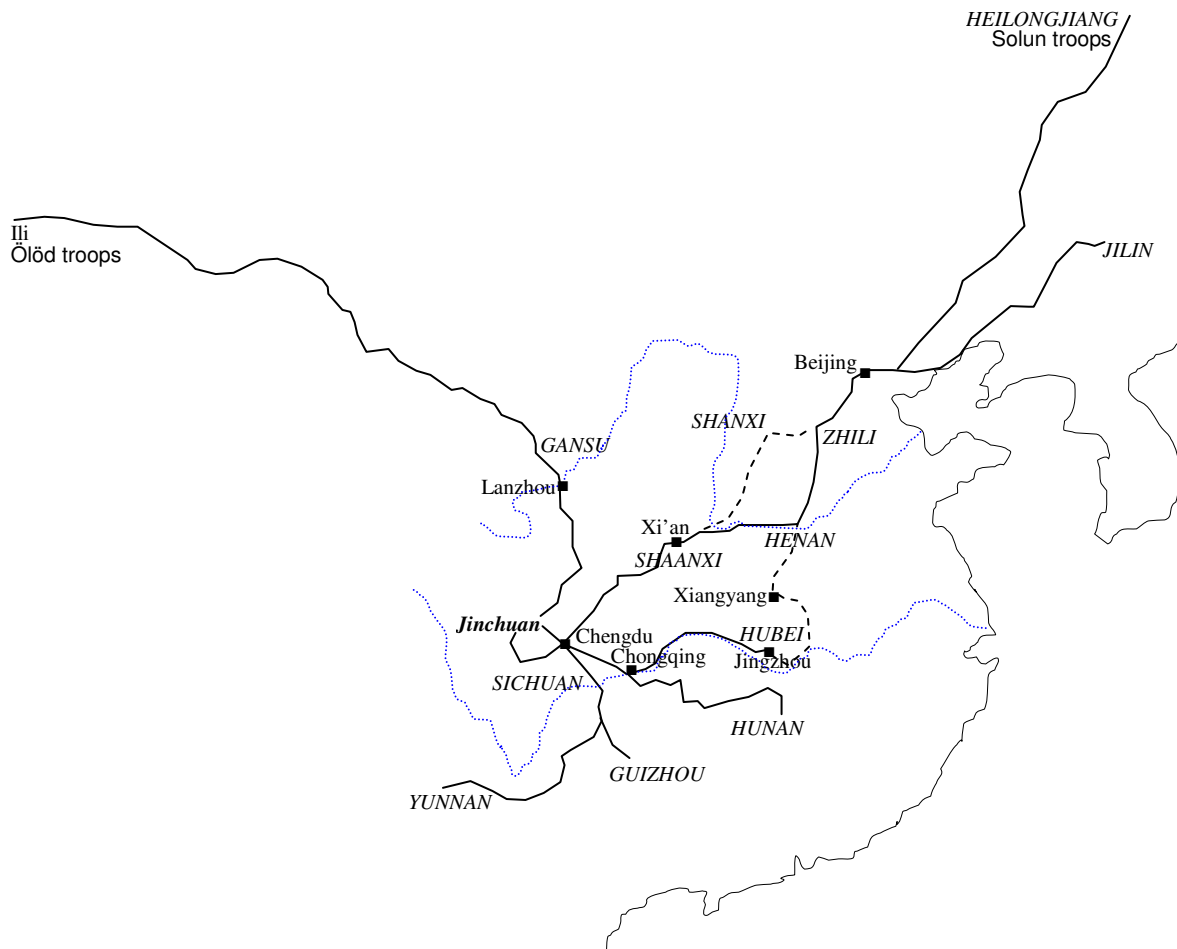 HEILONGJIANG
Solun troops
Ili
Ölöd troops
JILIN
Beijing
SHANXI
ZHILI
GANSU
Lanzhou
Xi’an
HENAN
SHAANXI
Xiangyang
Jinchuan
Chengdu
HUBEI
Chongqing
Jingzhou
SICHUAN
HUNAN
GUIZHOU
YUNNAN